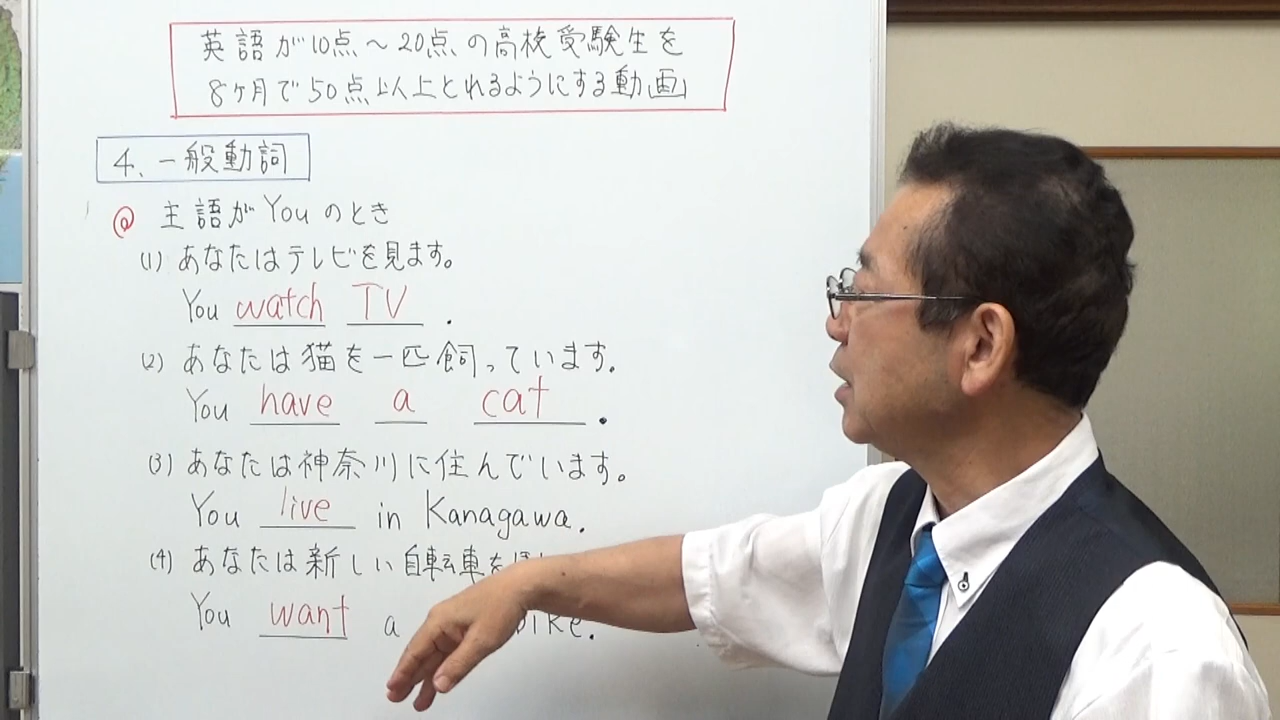 英語が10点～20点の高校受験生を
8ヶ月で50点以上とれるようにする動画
4、一般動詞
@ 主語がYouのとき
(1) あなたはテレビを見ます。
You watch TV .
(2) あなたは猫を一匹飼っています。
You have a cat .
(3) あなたは神奈川に住んでいます。
You live in Kanagawa.
(4) あなたは新しい自転車を
You want a